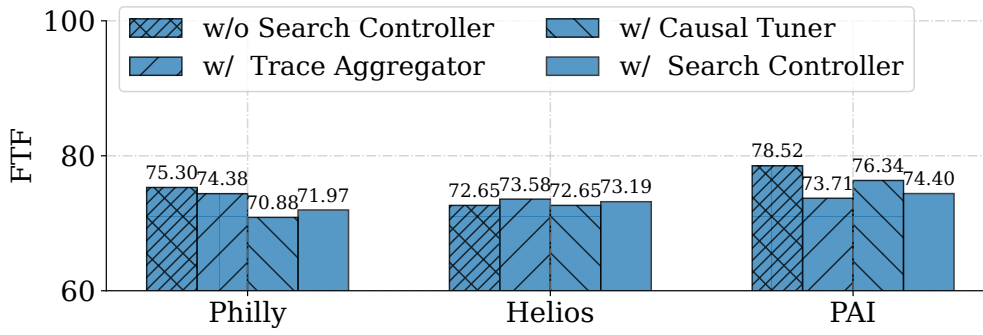 100
w/o Search Controller
w/ Causal Tuner
w/ Trace Aggregator
w/ Search Controller
FTF
80
75.30
74.38
70.88
71.97
72.65
73.58
72.65
73.19
78.52
73.71
76.34
74.40
60
Philly
Helios
PAI